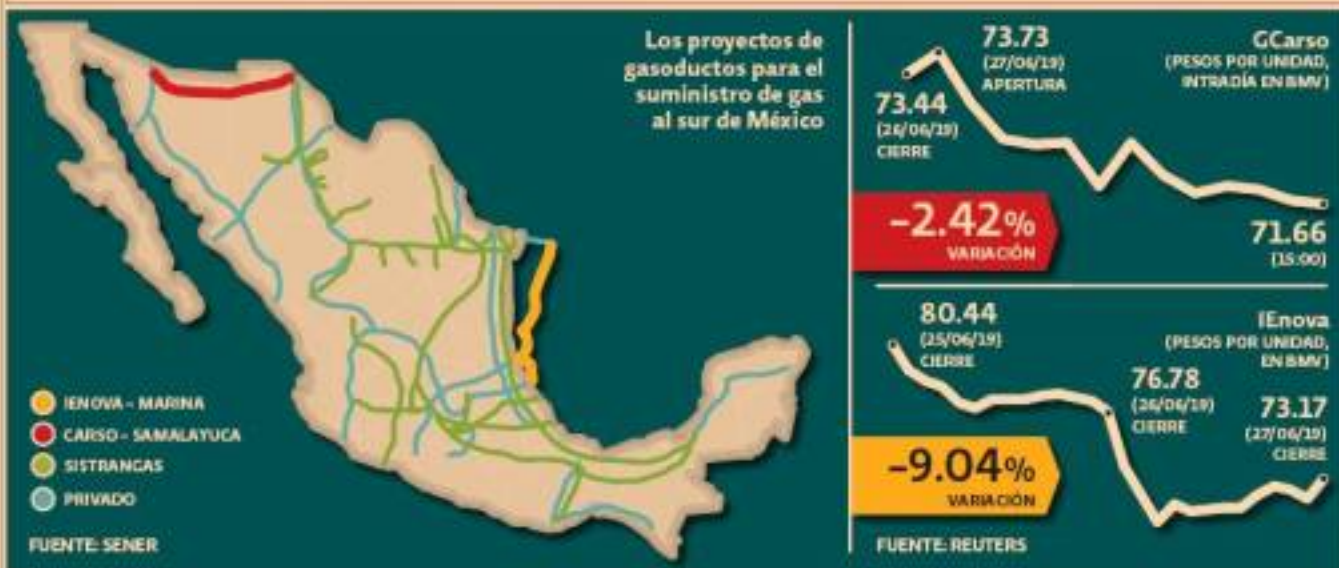 Los proyectos de
gasoductos para el
suministro de gas
al sur de México
IENOVA – MARINA
CARSO – SAMALAYUCA
SISTRANGAS
PRIVADO
FUENTE: SENER
GCarso
(PESOS POR UNIDAD,
INTRADÍA EN BMV)
73.73
(27/06/19)
APERTURA
73.44
(26/06/19)
CIERRE
–2.42%
VARIACIÓN
71.66
(15:00)
IEnova
(PESOS POR UNIDAD,
EN BMV)
80.44
(25/06/19)
CIERRE
76.78
(26/06/19)
CIERRE
73.17
(27/06/19)
CIERRE
–9.04%
VARIACIÓN
FUENTE: REUTERS